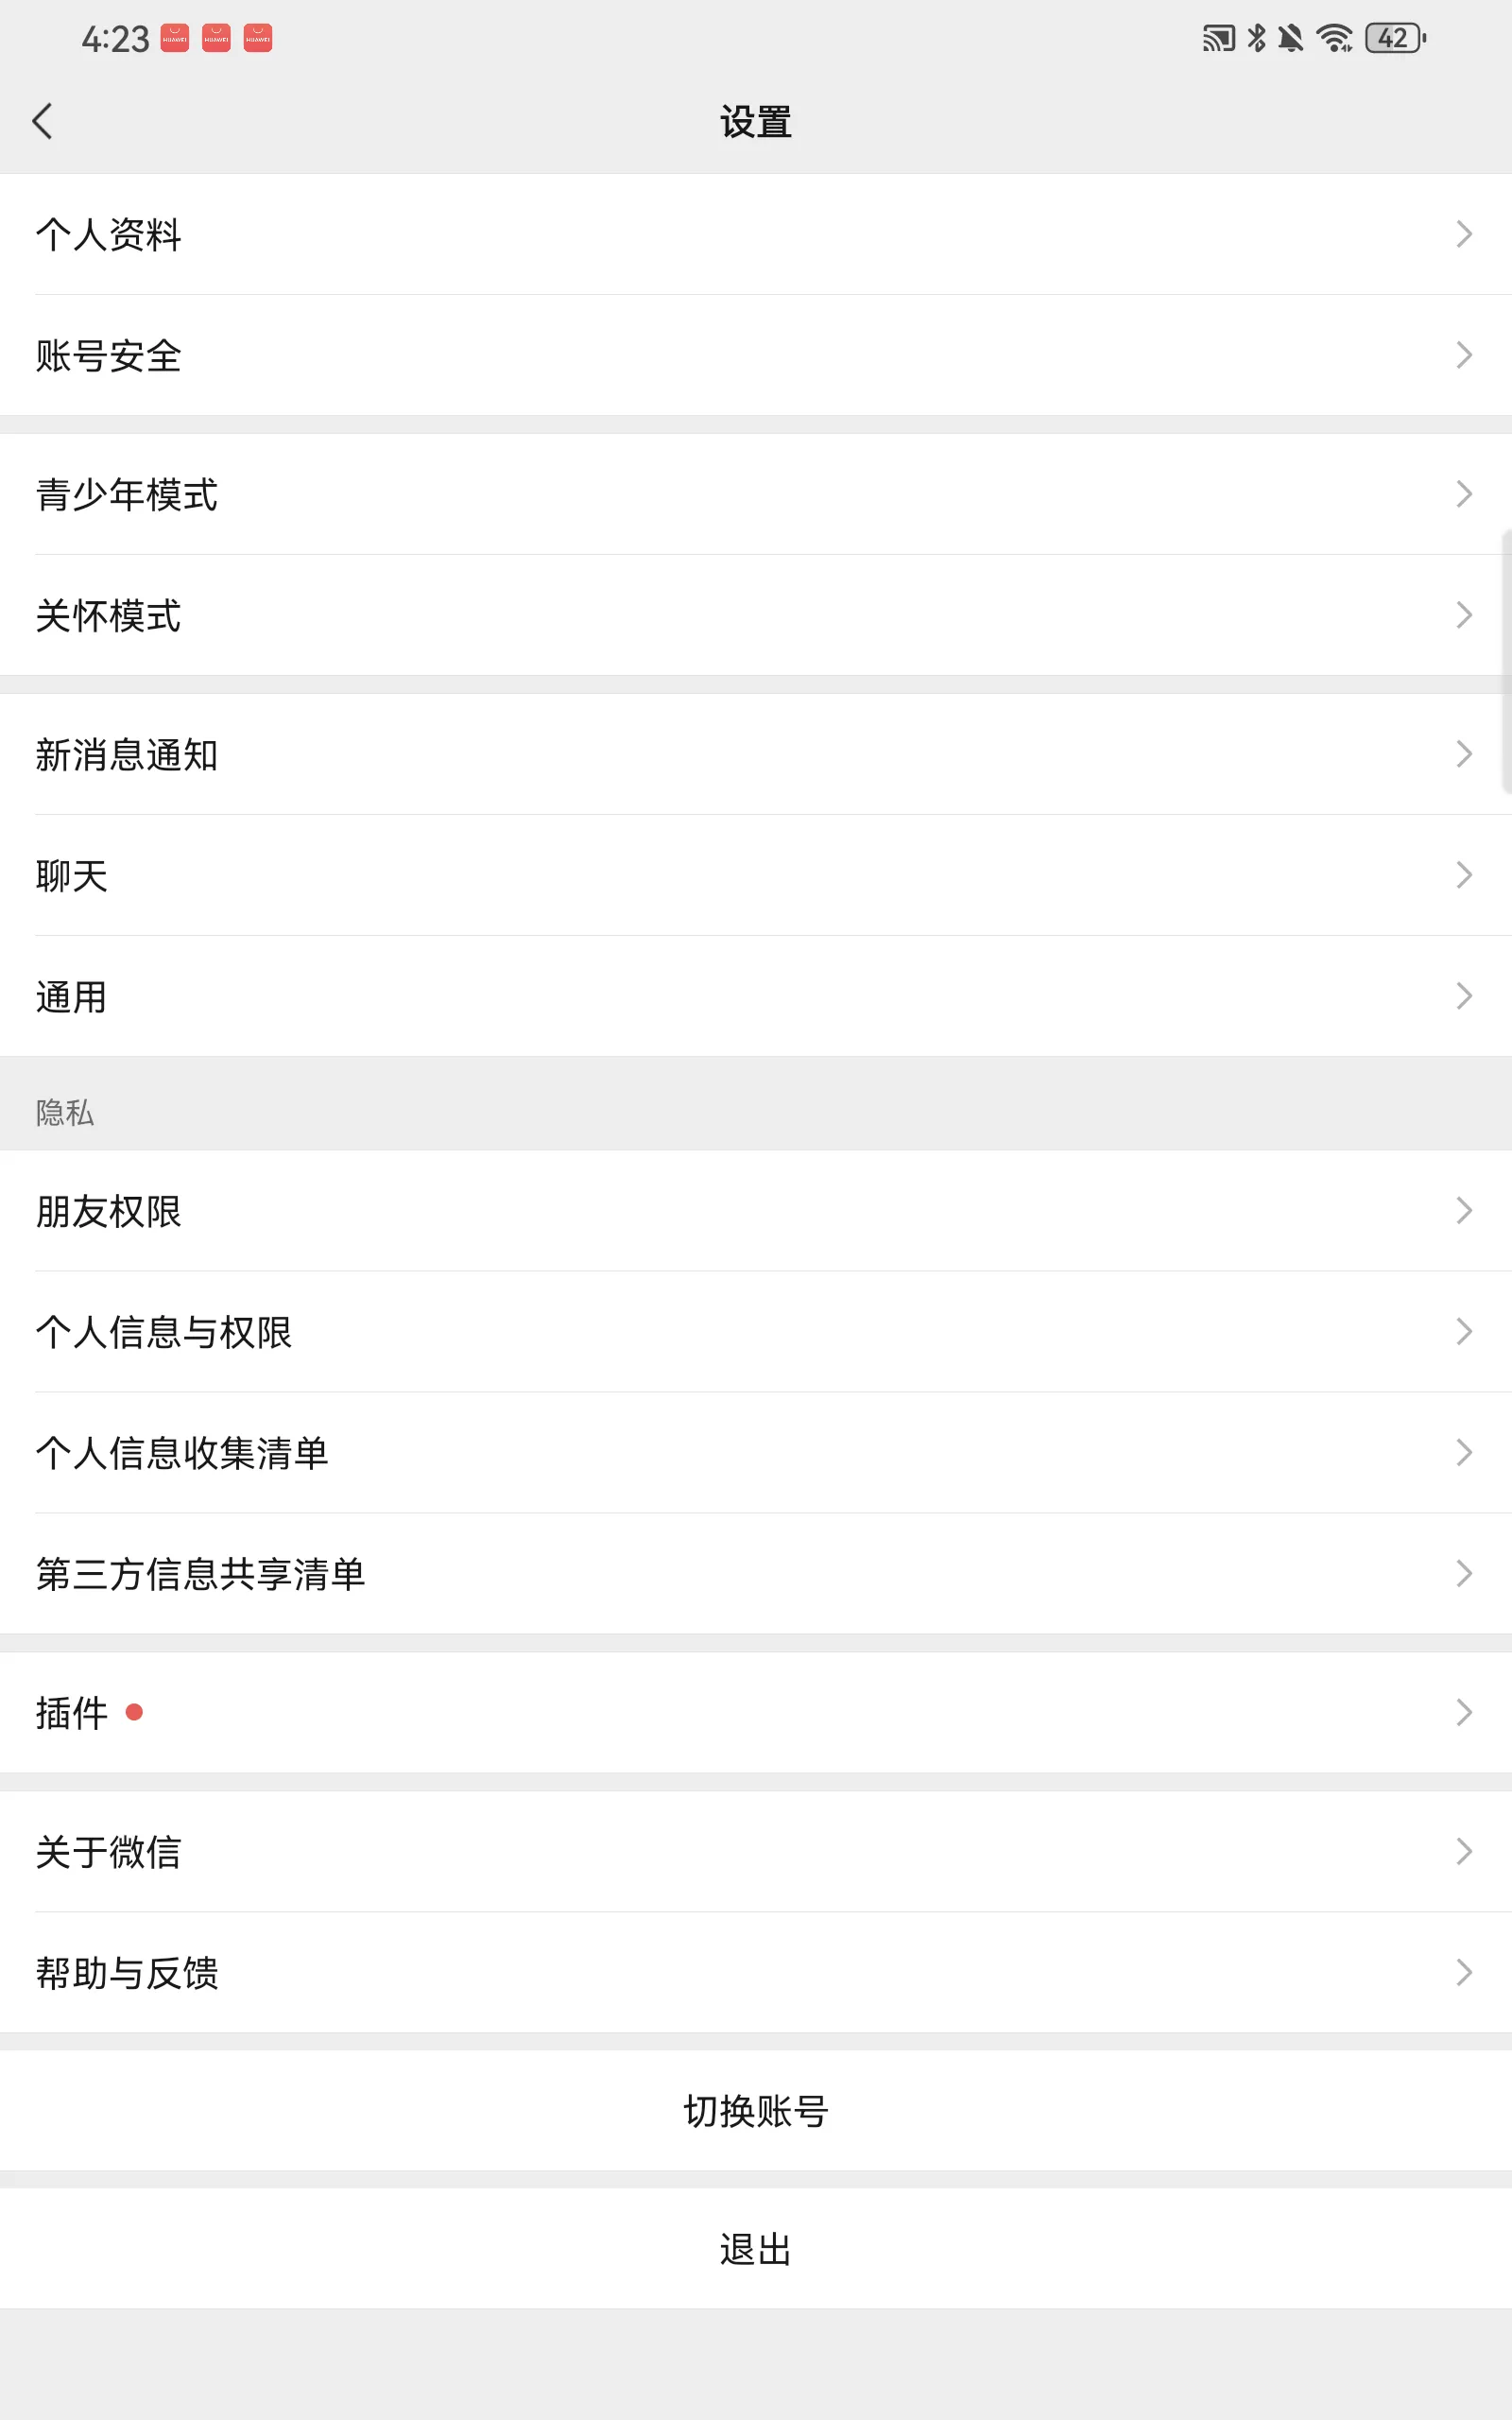 4:23 HUAWEI HUAWEI HUAWEI 42
设置
个人资料
账号安全
青少年模式
关怀模式
新消息通知
聊天
通用
隐私
朋友权限
个人信息与权限
个人信息收集清单
第三方信息共享清单
插件
关于微信
帮助与反馈
切换账号
退出